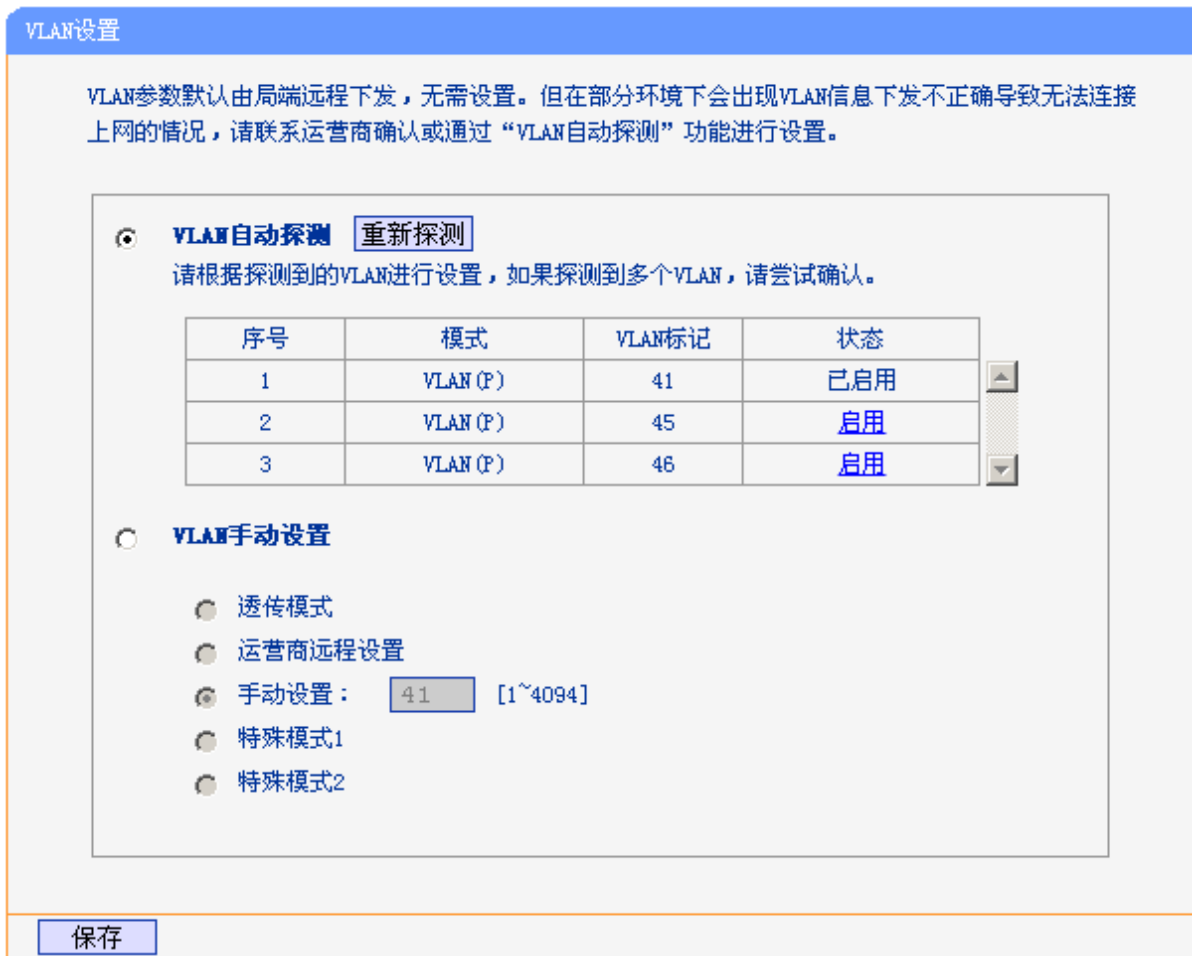 VLAN设置
VLAN参数默认由局端远程下发，无需设置。但在部分环境下会出现VLAN信息下发不正确导致无法连接
上网的情况，请联系运营商确认或通过“VLAN自动探测”功能进行设置。
VLAN自动探测 重新探测
请根据探测到的VLAN进行设置，如果探测到多个VLAN，请尝试确认。
序号 模式 VLAN标记 状态
1 VLAN(P) 41 已启用
2 VLAN(P) 45 启用
3 VLAN(P) 46 启用
VLAN手动设置
透传模式
运营商远程设置
手动设置： 41 [1~4094]
特殊模式1
特殊模式2
保存